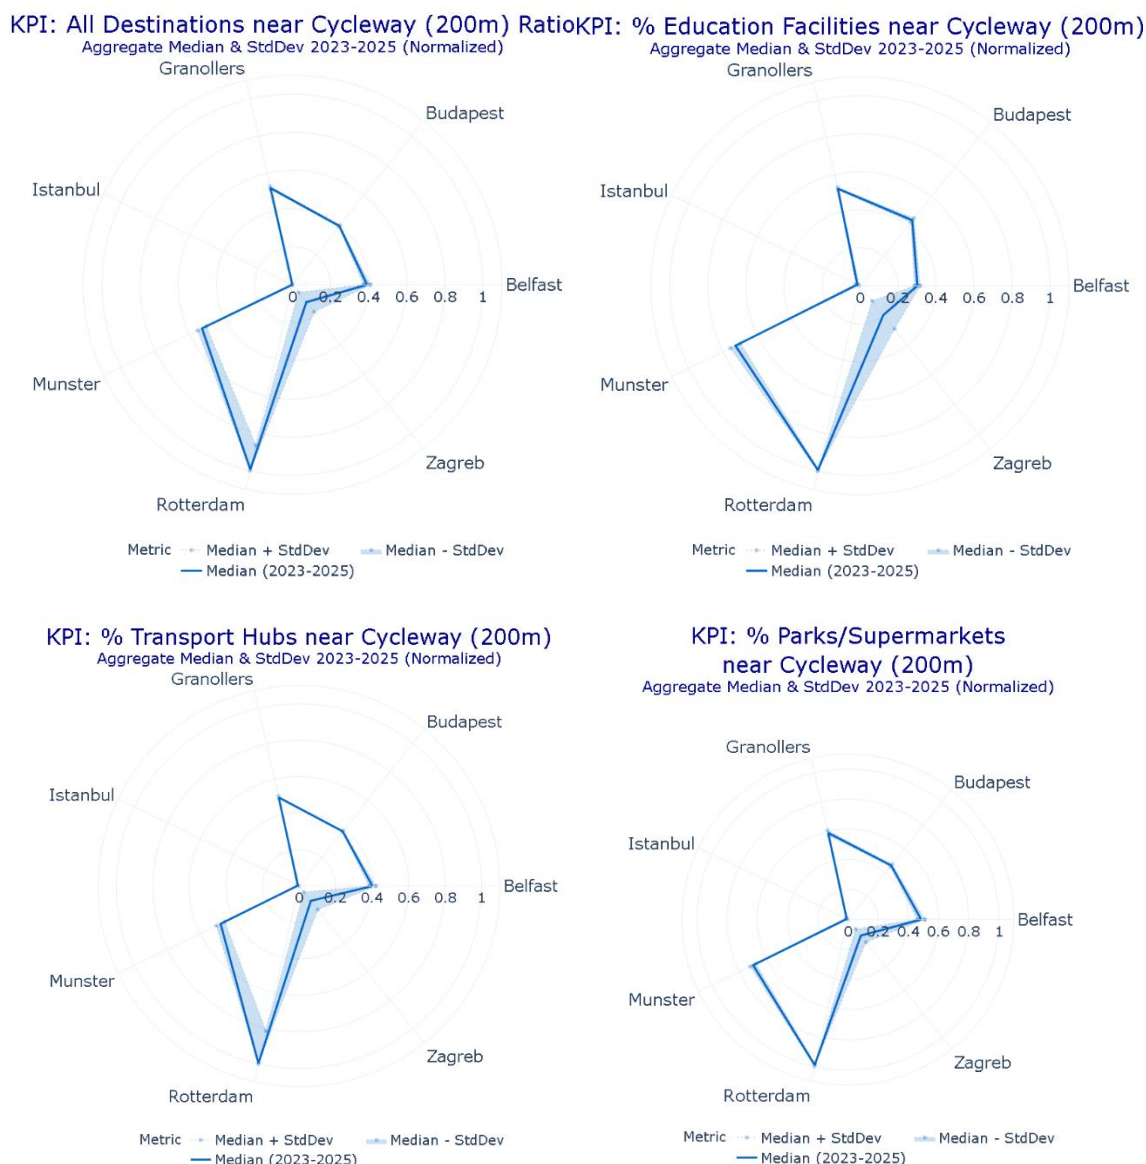 KPI: All Destinations near Cycleway (200m) Ratio
Aggregate Median & StdDev 2023-2025 (Normalized)
Granollers
Budapest
Istanbul
Belfast
0 0.2 0.4 0.6 0.8 1
Munster
Zagreb
Rotterdam
Metric Median + StdDev Median - StdDev
Median (2023-2025)
KPI: % Education Facilities near Cycleway (200m)
Aggregate Median & StdDev 2023-2025 (Normalized)
Granollers
Budapest
Istanbul
Belfast
0 0.2 0.4 0.6 0.8 1
Munster
Zagreb
Rotterdam
Metric Median + StdDev Median - StdDev
Median (2023-2025)
KPI: % Transport Hubs near Cycleway (200m)
Aggregate Median & StdDev 2023-2025 (Normalized)
Granollers
Budapest
Istanbul
Belfast
0 0.2 0.4 0.6 0.8 1
Munster
Zagreb
Rotterdam
Metric Median + StdDev Median - StdDev
Median (2023-2025)
KPI: % Parks/Supermarkets
near Cycleway (200m)
Aggregate Median & StdDev 2023-2025 (Normalized)
Granollers
Budapest
Istanbul
Belfast
0 0.2 0.4 0.6 0.8 1
Munster
Zagreb
Rotterdam
Metric Median + StdDev Median - StdDev
Median (2023-2025)